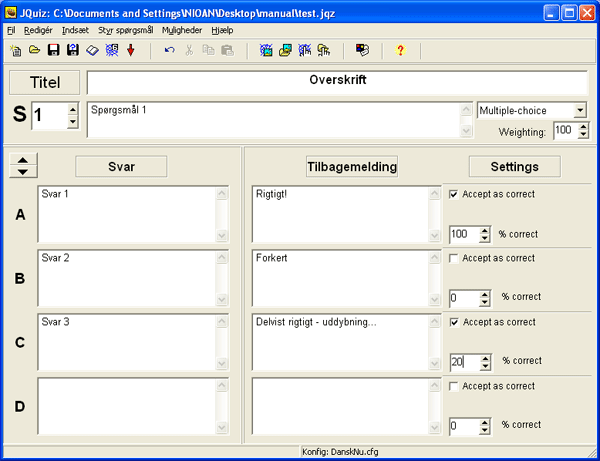 JQuiz: C:\Documents and Settings\NIOAN\Desktop\manual\test.jqz
Fil Redigér Indsæt Styr spørgsmål Muligheder Hjælp
Titel Overskrift
S 1 Spørgsmål 1 Multiple-choice
Weighting: 100
Svar Tilbagemelding Settings
A Svar 1 Rigtigt! Accept as correct
100 % correct
B Svar 2 Forkert Accept as correct
0 % correct
C Svar 3 Delvist rigtigt - uddybning... Accept as correct
20 % correct
D Accept as correct
0 % correct
Konfig: DanskNu.cfg